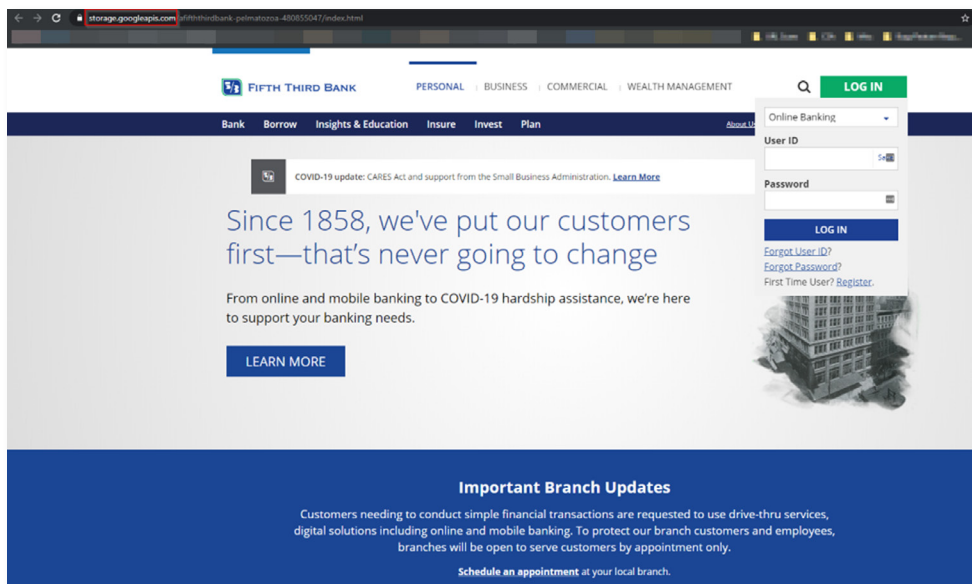 storage.googleapis.com/afifththirdbank-pelmatozoa-480855047/index.html
FIFTH THIRD BANK
PERSONAL BUSINESS COMMERCIAL WEALTH MANAGEMENT
LOG IN
Bank Borrow Insights & Education Insure Invest Plan
About U
Online Banking
User ID
Password
LOG IN
Forgot User ID?
Forgot Password?
First Time User? Register.
COVID-19 update: CARES Act and support from the Small Business Administration. Learn More
Since 1858, we've put our customers
first—that's never going to change
From online and mobile banking to COVID-19 hardship assistance, we're here
to support your banking needs.
LEARN MORE
Important Branch Updates
Customers needing to conduct simple financial transactions are requested to use drive-thru services,
digital solutions including online and mobile banking. To protect our branch customers and employees,
branches will be open to serve customers by appointment only.
Schedule an appointment at your local branch.